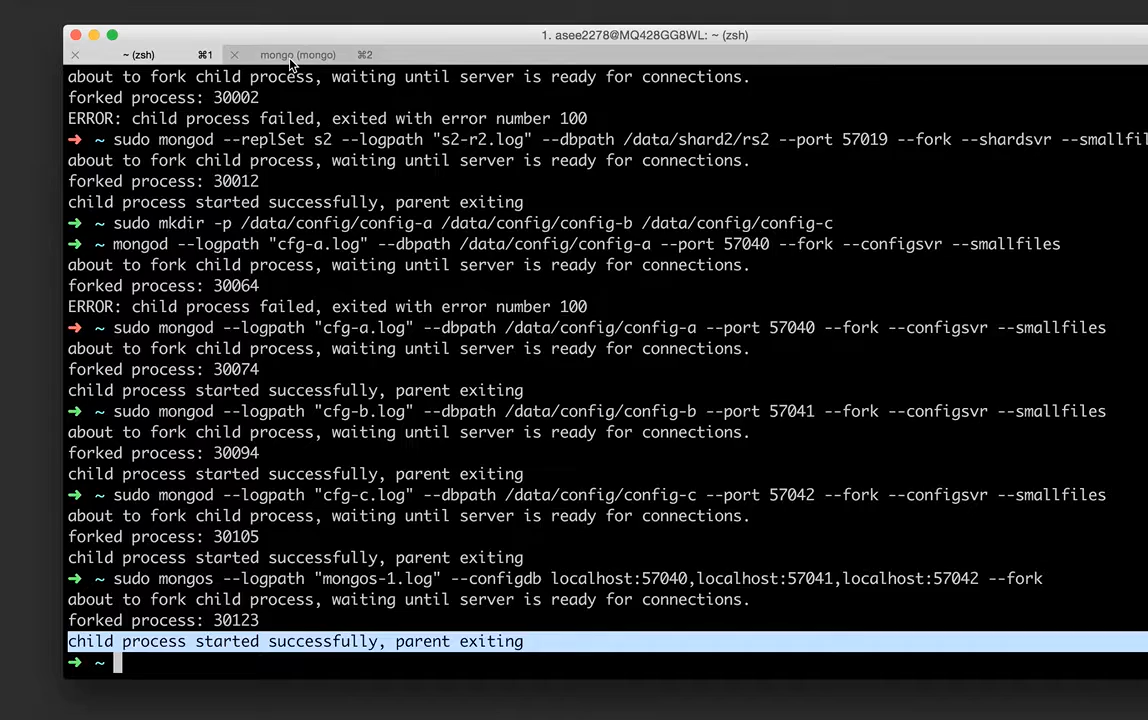 1. asee2278@MQ428GG8WL: ~ (zsh)
~ (zsh) ⌘1 mongo (mongo) ⌘2
about to fork child process, waiting until server is ready for connections.
forked process: 30002
ERROR: child process failed, exited with error number 100
➜ ~ sudo mongod --replSet s2 --logpath "s2-r2.log" --dbpath /data/shard2/rs2 --port 57019 --fork --shardsvr --smallfil
about to fork child process, waiting until server is ready for connections.
forked process: 30012
child process started successfully, parent exiting
➜ ~ sudo mkdir -p /data/config/config-a /data/config/config-b /data/config/config-c
➜ ~ mongod --logpath "cfg-a.log" --dbpath /data/config/config-a --port 57040 --fork --configsvr --smallfiles
about to fork child process, waiting until server is ready for connections.
forked process: 30064
ERROR: child process failed, exited with error number 100
➜ ~ sudo mongod --logpath "cfg-a.log" --dbpath /data/config/config-a --port 57040 --fork --configsvr --smallfiles
about to fork child process, waiting until server is ready for connections.
forked process: 30074
child process started successfully, parent exiting
➜ ~ sudo mongod --logpath "cfg-b.log" --dbpath /data/config/config-b --port 57041 --fork --configsvr --smallfiles
about to fork child process, waiting until server is ready for connections.
forked process: 30094
child process started successfully, parent exiting
➜ ~ sudo mongod --logpath "cfg-c.log" --dbpath /data/config/config-c --port 57042 --fork --configsvr --smallfiles
about to fork child process, waiting until server is ready for connections.
forked process: 30105
child process started successfully, parent exiting
➜ ~ sudo mongos --logpath "mongos-1.log" --configdb localhost:57040,localhost:57041,localhost:57042 --fork
about to fork child process, waiting until server is ready for connections.
forked process: 30123
child process started successfully, parent exiting
➜ ~